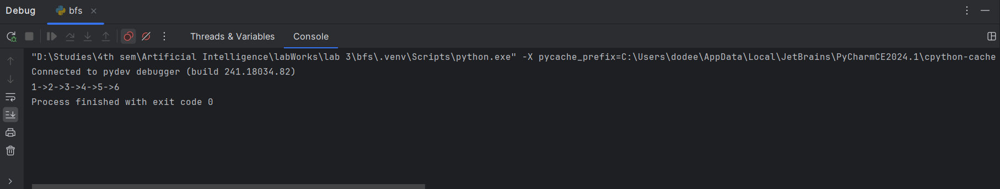 Debug bfs
Threads & Variables Console
"D:\Studies\4th sem\Artificial Intelligence\labWorks\lab 3\bfs\.venv\Scripts\python.exe" -X pycache_prefix=C:\Users\dodee\AppData\Local\JetBrains\PyCharmCE2024.1\cpython-cache
Connected to pydev debugger (build 241.18034.82)
1->2->3->4->5->6
Process finished with exit code 0